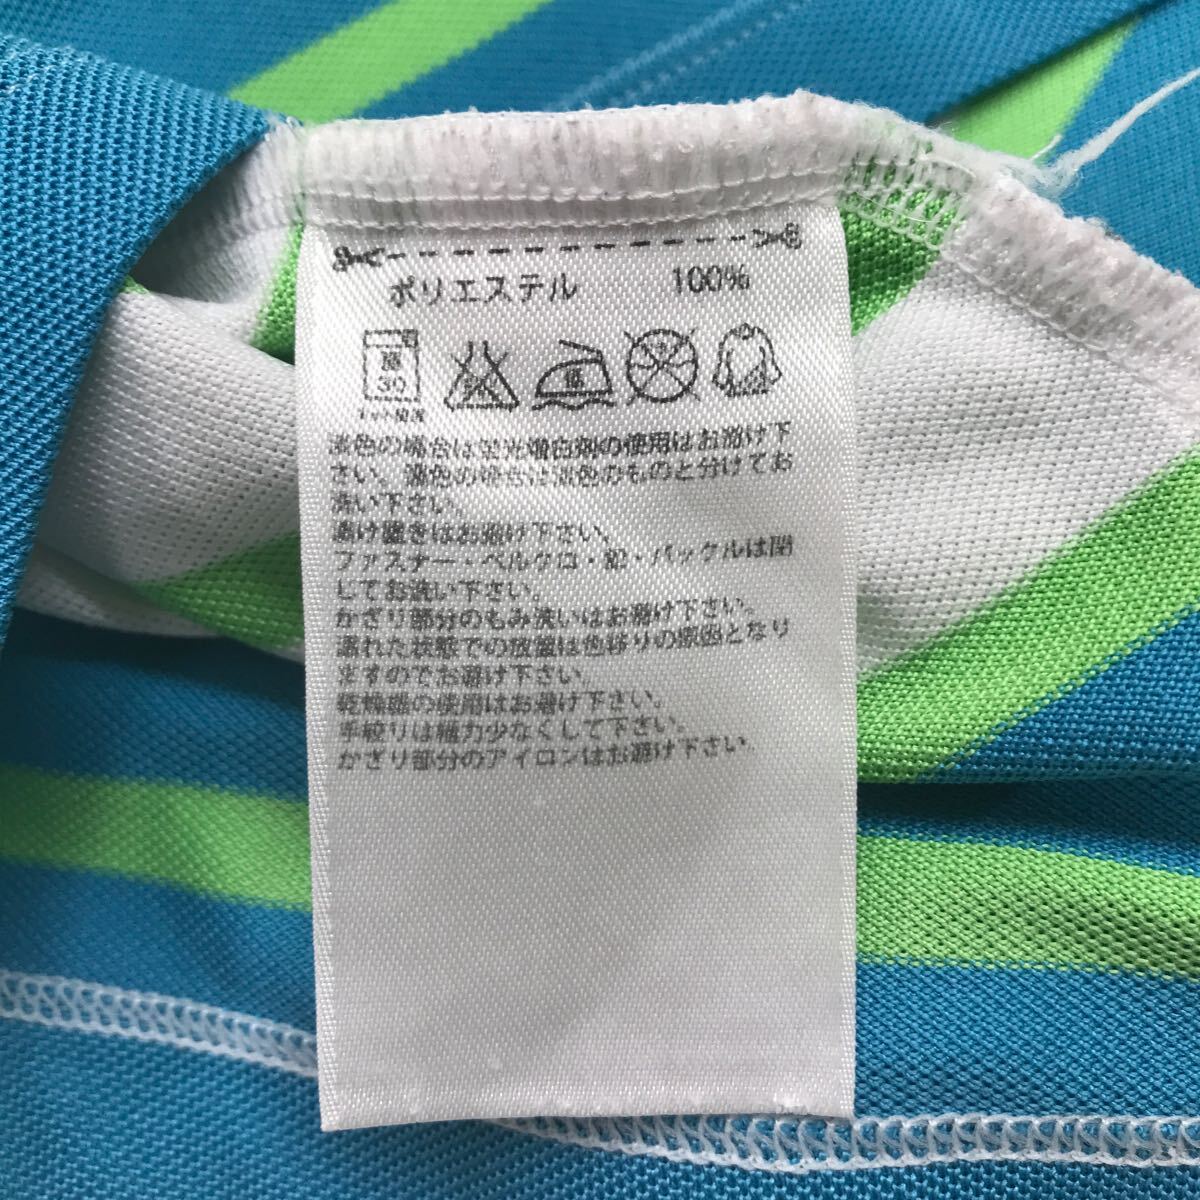 ポリエステル 100%
弱
30
ネット使用
淡色の場合は蛍光増白剤の使用はお避け下
さい。濃色の場合は淡色のものと分けてお
洗い下さい。
漬け置きはお避け下さい。
ファスナー・ベルクロ・釦・バックルは閉
じてお洗い下さい。
かざり部分のもみ洗いはお避け下さい。
濡れた状態での放置は色移りの原因となり
ますのでお避け下さい。
乾燥機の使用はお避け下さい。
手絞りは極力少なくして下さい。
かざり部分のアイロンはお避け下さい